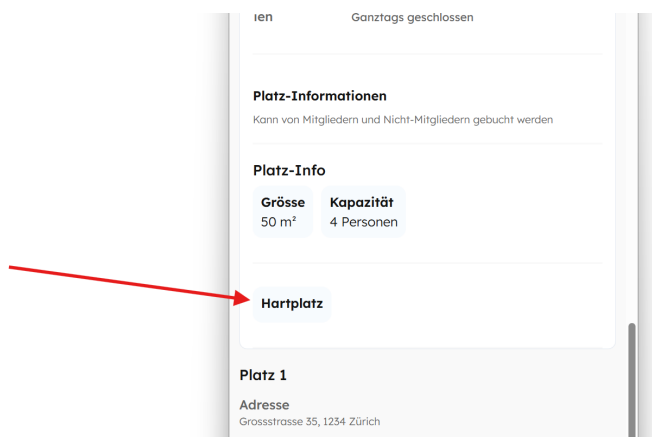 Ganztags geschlossen
Platz-Informationen
Kann von Mitgliedern und Nicht-Mitgliedern gebucht werden
Platz-Info
Grösse Kapazität
50 m² 4 Personen
Hartplatz
Platz 1
Adresse
Grossstrasse 35, 1234 Zürich